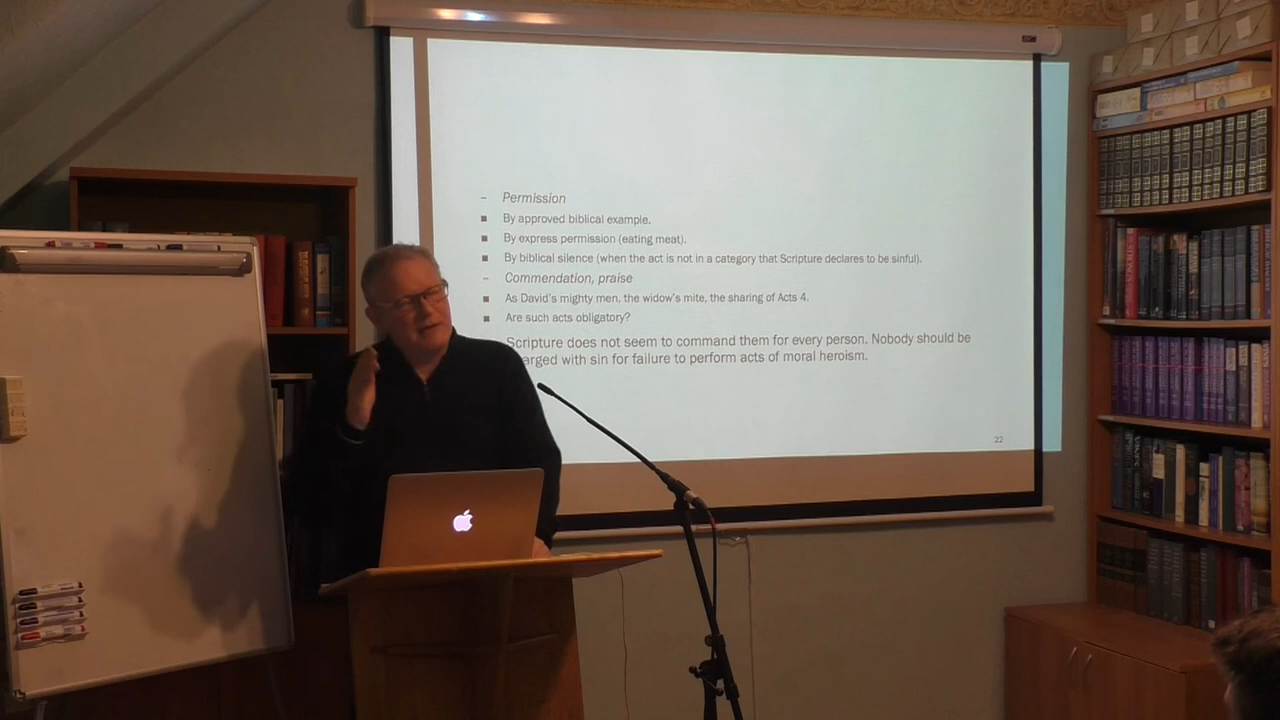 – Permission
■ By approved biblical example.
■ By express permission (eating meat).
■ By biblical silence (when the act is not in a category that Scripture declares to be sinful).
– Commendation, praise
■ As David's mighty men, the widow's mite, the sharing of Acts 4.
■ Are such acts obligatory?
Scripture does not seem to command them for every person. Nobody should be
arged with sin for failure to perform acts of moral heroism.
22